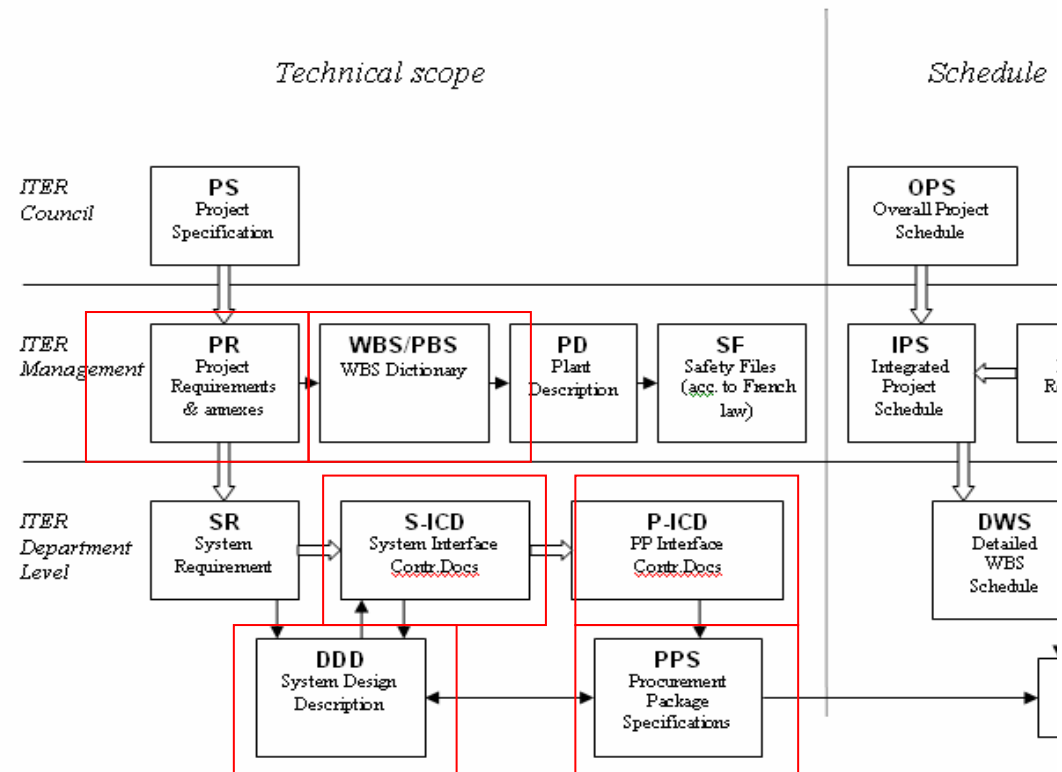 Technical scope
Schedule
ITER
Council
PS
Project
Specification
OPS
Overall Project
Schedule
ITER
Management
PR
Project
Requirements
& annexes
WBS/PBS
WBS Dictionary
PD
Plant
Description
SF
Safety Files
(acc. to French
law)
IPS
Integrated
Project
Schedule
ITER
Department
Level
SR
System
Requirement
S-ICD
System Interface
Contr.Docs
P-ICD
PP Interface
Contr.Docs
DWS
Detailed
WBS
Schedule
DDD
System Design
Description
PPS
Procurement
Package
Specifications